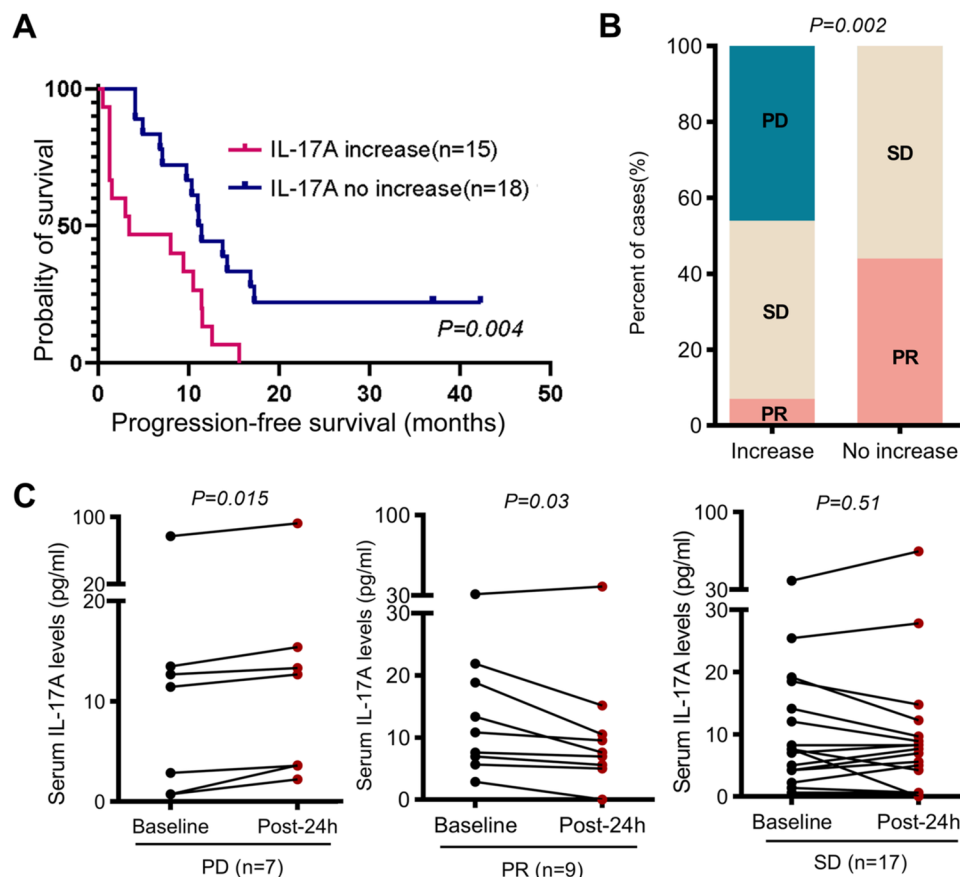 A
100
50
0
Probality of survival
IL-17A increase(n=15)
IL-17A no increase(n=18)
P=0.004
0 10 20 30 40 50
Progression-free survival (months)
B
P=0.002
100
80
60
40
20
0
Percent of cases(%)
PD
SD
PR
SD
PR
Increase No increase
C
P=0.015
Serum IL-17A levels (pg/ml)
100
20
20
10
0
Baseline Post-24h
PD (n=7)
P=0.03
Serum IL-17A levels (pg/ml)
100
30
30
20
10
0
Baseline Post-24h
PR (n=9)
P=0.51
Serum IL-17A levels (pg/ml)
100
30
30
20
10
0
Baseline Post-24h
SD (n=17)